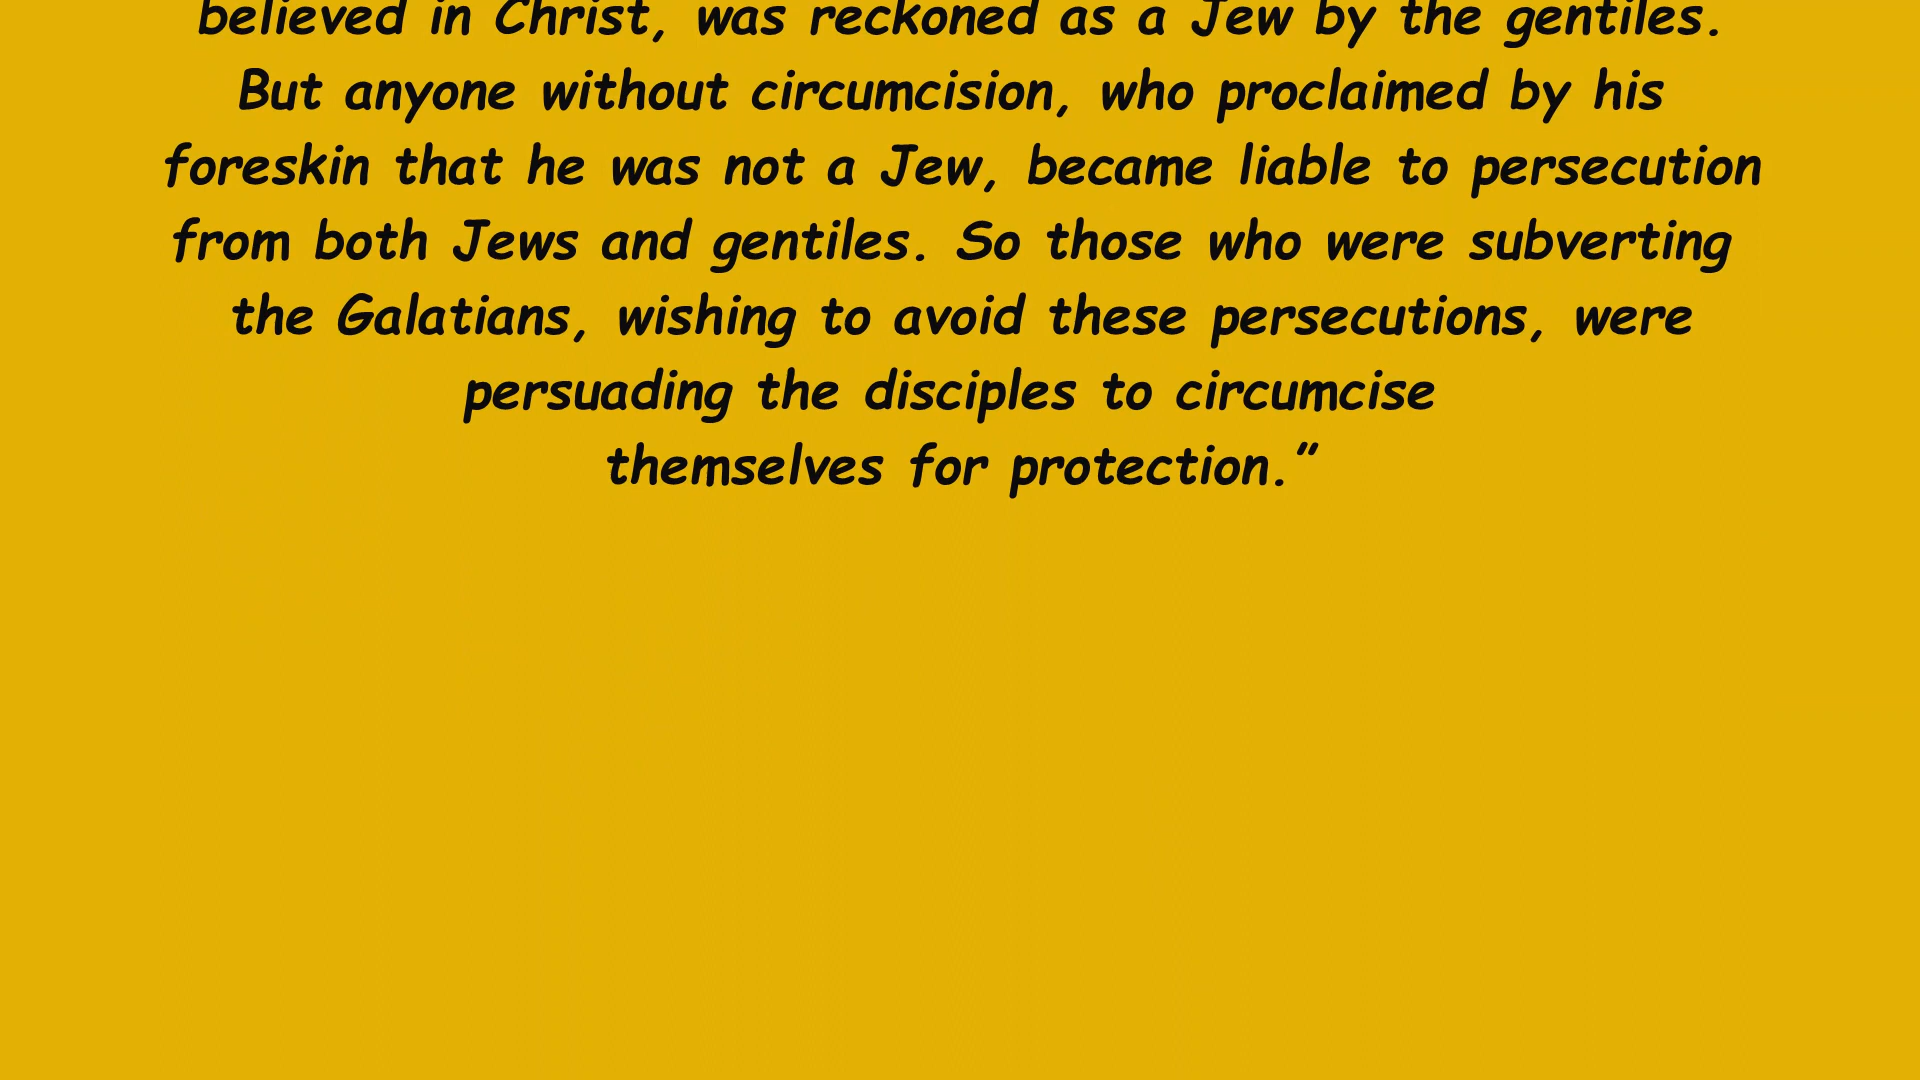 believed in Christ, was reckoned as a Jew by the gentiles.
But anyone without circumcision, who proclaimed by his
foreskin that he was not a Jew, became liable to persecution
from both Jews and gentiles. So those who were subverting
the Galatians, wishing to avoid these persecutions, were
persuading the disciples to circumcise
themselves for protection.”